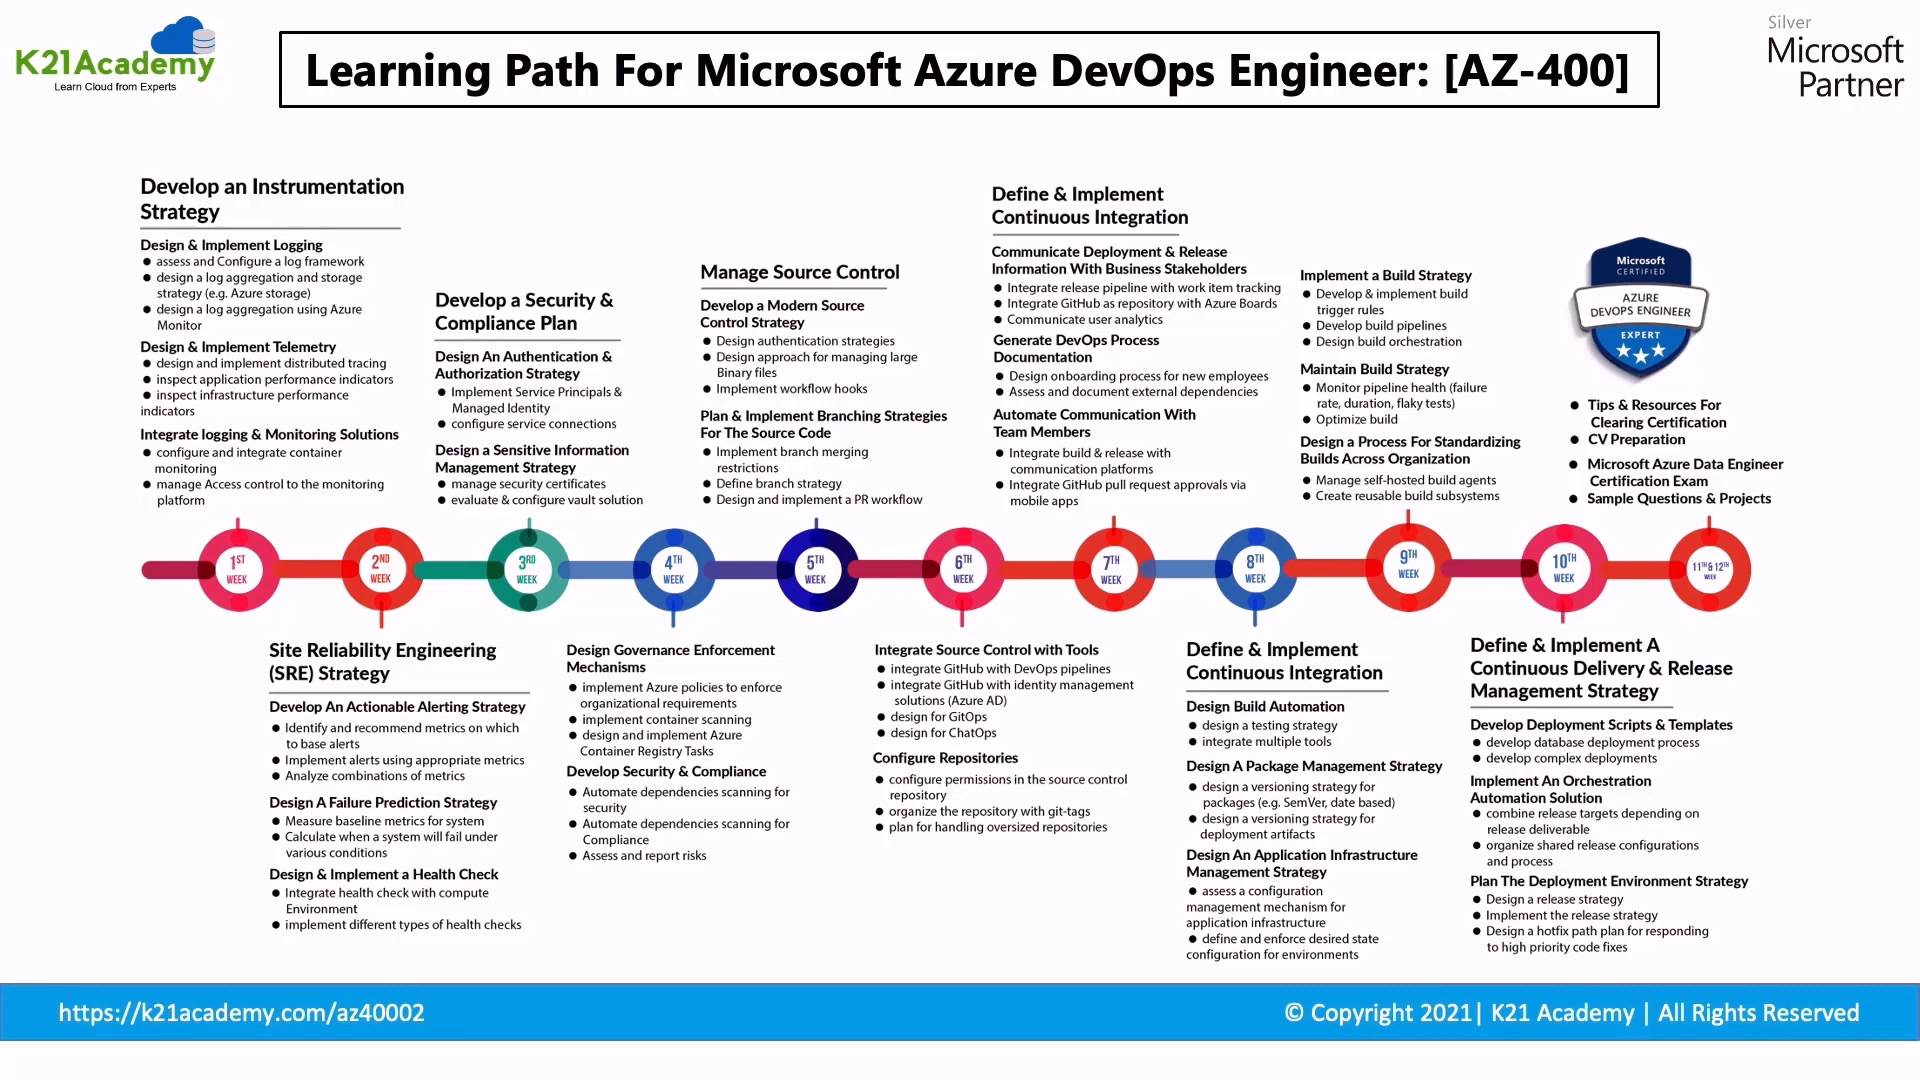 K21Academy
Learn Cloud from Experts
Learning Path For Microsoft Azure DevOps Engineer: [AZ-400]
Silver
Microsoft
Partner
Develop an Instrumentation
Strategy
Design & Implement Logging
● assess and Configure a log framework
● design a log aggregation and storage
strategy (e.g. Azure storage)
● design a log aggregation using Azure
Monitor
Design & Implement Telemetry
● design and implement distributed tracing
● inspect application performance indicators
● inspect infrastructure performance
indicators
Integrate logging & Monitoring Solutions
● configure and integrate container
monitoring
● manage Access control to the monitoring
platform
Develop a Security &
Compliance Plan
Design An Authentication &
Authorization Strategy
● Implement Service Principals &
Managed Identity
● configure service connections
Design a Sensitive Information
Management Strategy
● manage security certificates
● evaluate & configure vault solution
Manage Source Control
Develop a Modern Source
Control Strategy
● Design authentication strategies
● Design approach for managing large
Binary files
● Implement workflow hooks
Plan & Implement Branching Strategies
For The Source Code
● Implement branch merging
restrictions
● Define branch strategy
● Design and implement a PR workflow
Define & Implement
Continuous Integration
Communicate Deployment & Release
Information With Business Stakeholders
● Integrate release pipeline with work item tracking
● Integrate GitHub as repository with Azure Boards
● Communicate user analytics
Generate DevOps Process
Documentation
● Design onboarding process for new employees
● Assess and document external dependencies
Automate Communication With
Team Members
● Integrate build & release with
communication platforms
● Integrate GitHub pull request approvals via
mobile apps
Implement a Build Strategy
● Develop & implement build
trigger rules
● Develop build pipelines
● Design build orchestration
Maintain Build Strategy
● Monitor pipeline health (failure
rate, duration, flaky tests)
● Optimize build
Design a Process For Standardizing
Builds Across Organization
● Manage self-hosted build agents
● Create reusable build subsystems
Microsoft
CERTIFIED
AZURE
DEVOPS ENGINEER
EXPERT
● Tips & Resources For
Clearing Certification
● CV Preparation
● Microsoft Azure Data Engineer
Certification Exam
● Sample Questions & Projects
1ST
WEEK
2ND
WEEK
3RD
WEEK
4TH
WEEK
5TH
WEEK
6TH
WEEK
7TH
WEEK
8TH
WEEK
9TH
WEEK
10TH
WEEK
11TH & 12TH
WEEK
Site Reliability Engineering
(SRE) Strategy
Develop An Actionable Alerting Strategy
● Identify and recommend metrics on which
to base alerts
● Implement alerts using appropriate metrics
● Analyze combinations of metrics
Design A Failure Prediction Strategy
● Measure baseline metrics for system
● Calculate when a system will fail under
various conditions
Design & Implement a Health Check
● Integrate health check with compute
Environment
● implement different types of health checks
Design Governance Enforcement
Mechanisms
● implement Azure policies to enforce
organizational requirements
● implement container scanning
● design and implement Azure
Container Registry Tasks
Develop Security & Compliance
● Automate dependencies scanning for
security
● Automate dependencies scanning for
Compliance
● Assess and report risks
Integrate Source Control with Tools
● integrate GitHub with DevOps pipelines
● integrate GitHub with identity management
solutions (Azure AD)
● design for GitOps
● design for ChatOps
Configure Repositories
● configure permissions in the source control
repository
● organize the repository with git-tags
● plan for handling oversized repositories
Define & Implement
Continuous Integration
Design Build Automation
● design a testing strategy
● integrate multiple tools
Design A Package Management Strategy
● design a versioning strategy for
packages (e.g. SemVer, date based)
● design a versioning strategy for
deployment artifacts
Design An Application Infrastructure
Management Strategy
● assess a configuration
management mechanism for
application infrastructure
● define and enforce desired state
configuration for environments
Define & Implement A
Continuous Delivery & Release
Management Strategy
Develop Deployment Scripts & Templates
● develop database deployment process
● develop complex deployments
Implement An Orchestration
Automation Solution
● combine release targets depending on
release deliverable
● organize shared release configurations
and process
Plan The Deployment Environment Strategy
● Design a release strategy
● Implement the release strategy
● Design a hotfix path plan for responding
to high priority code fixes
https://k21academy.com/az40002
© Copyright 2021| K21 Academy | All Rights Reserved